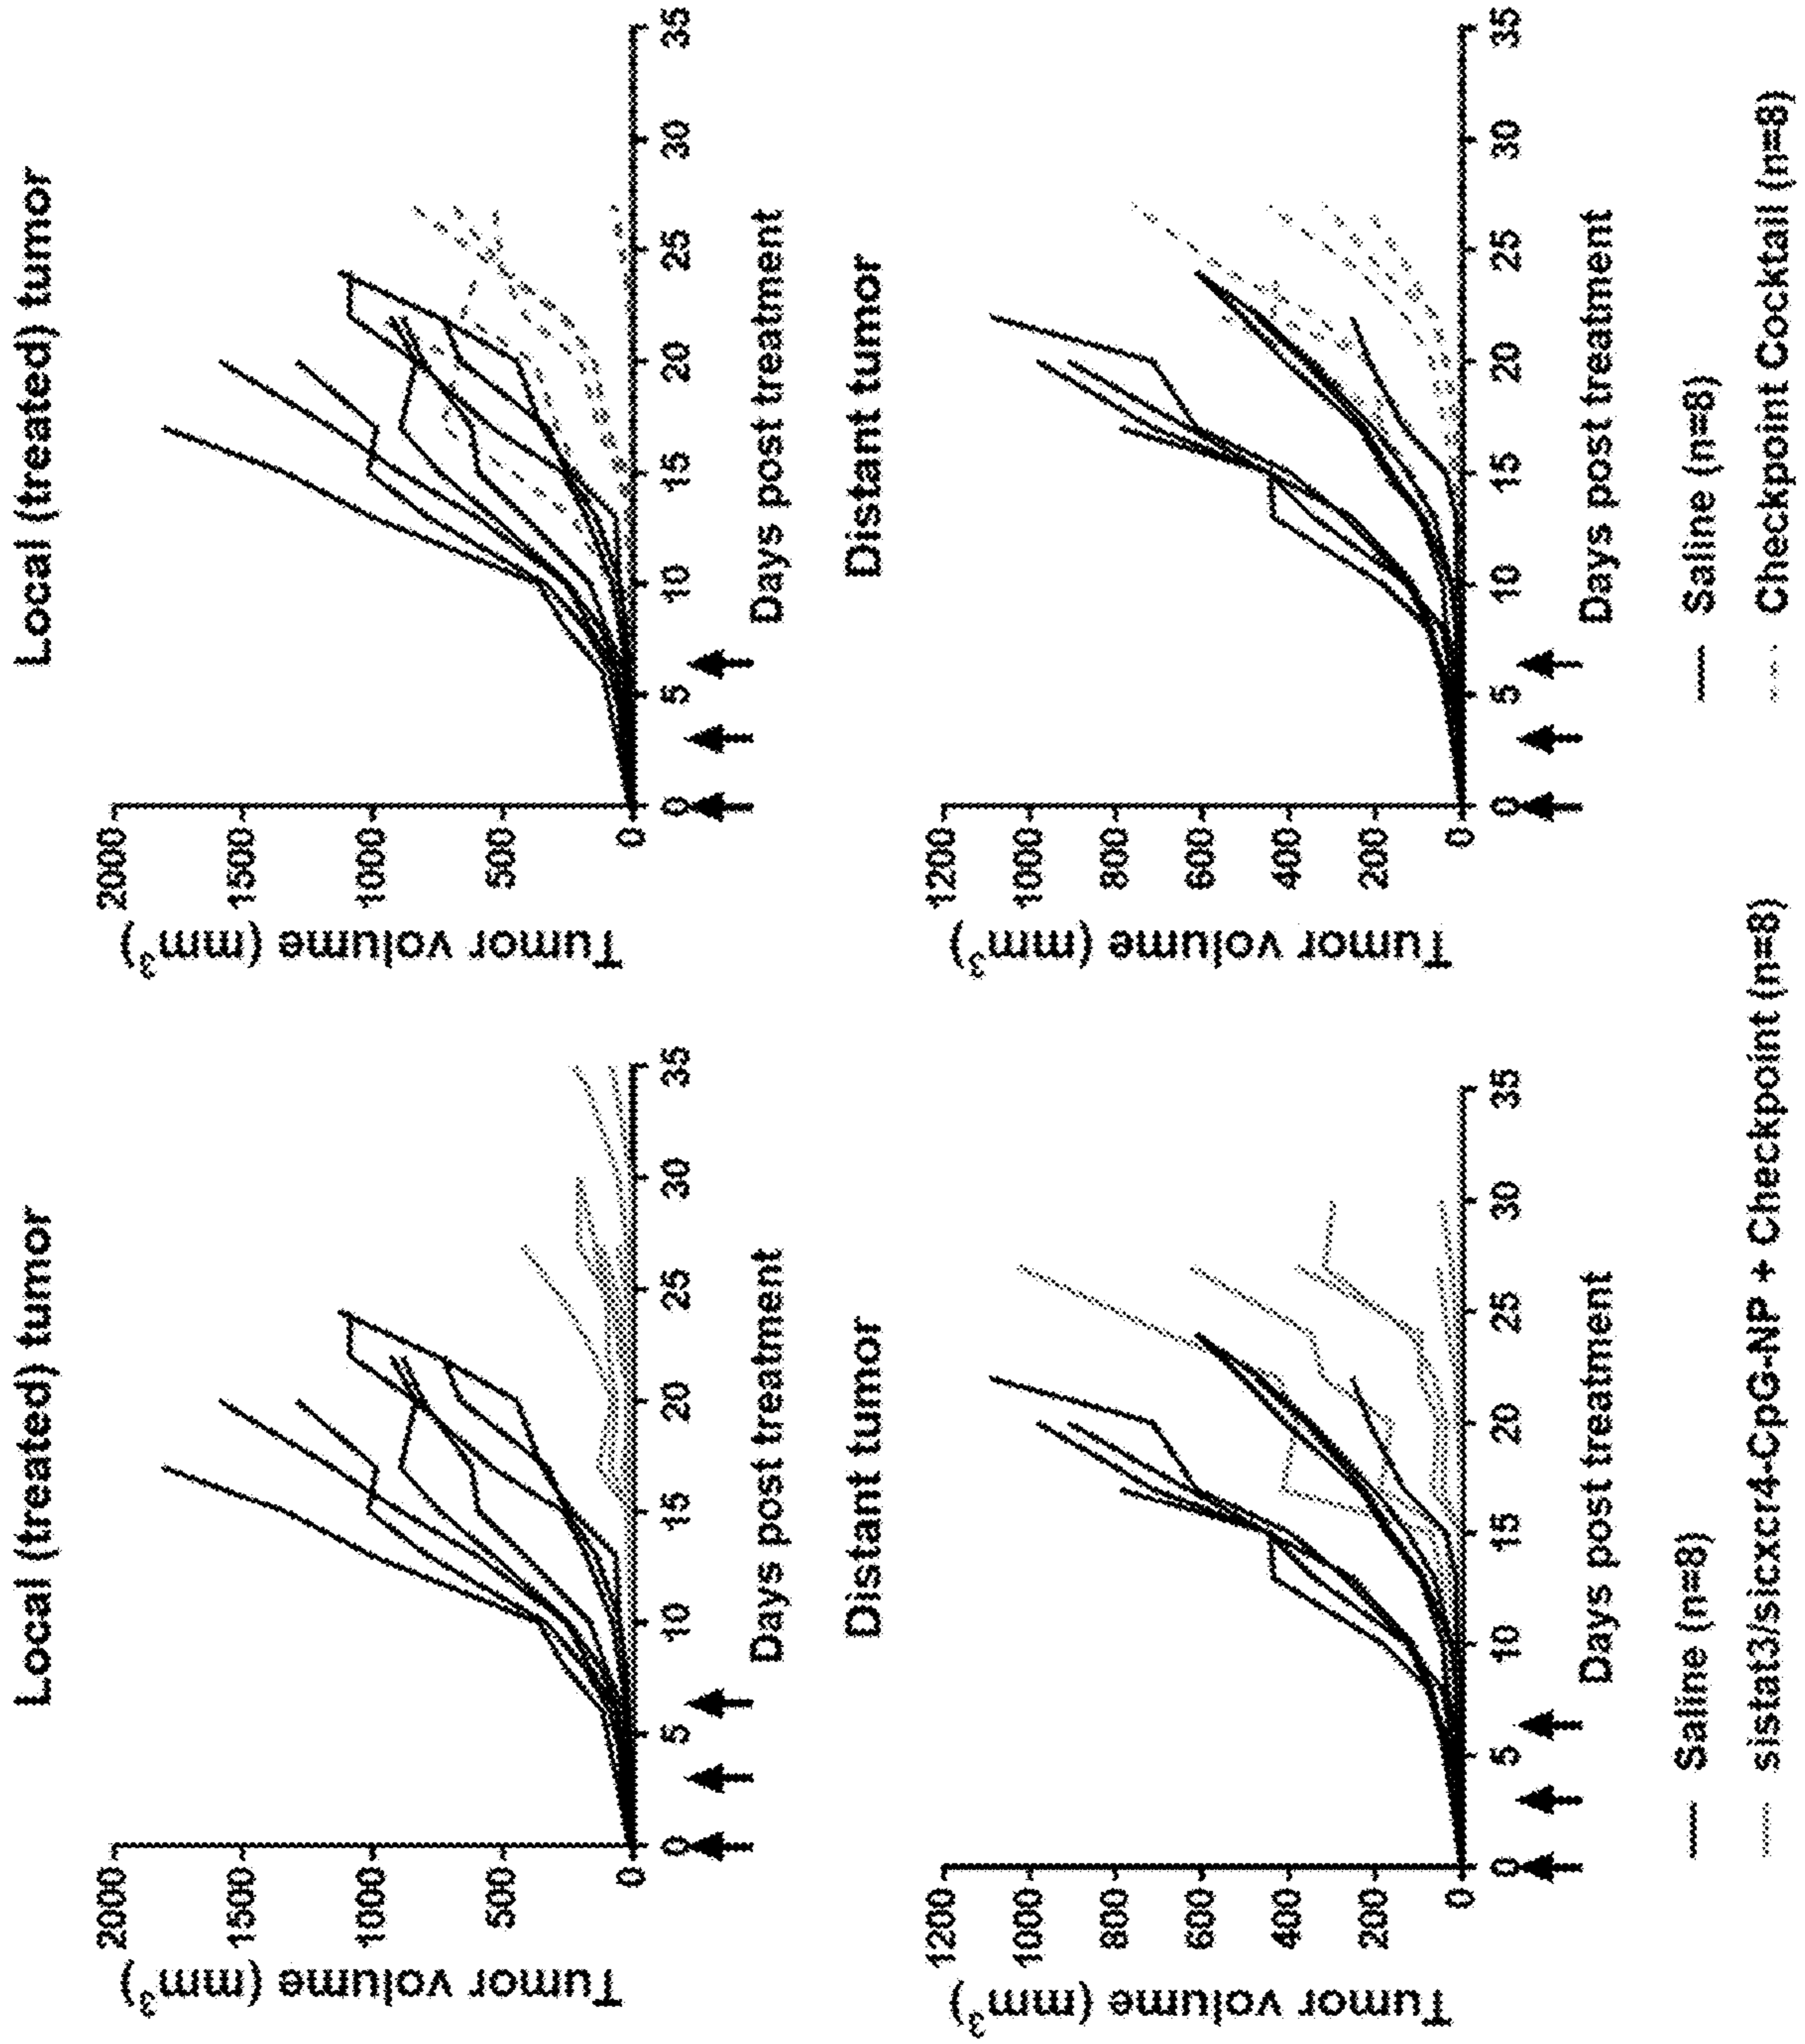 Local (treated) tumor
Tumor volume (mm³)
2000
1500
1000
500
0
0 5 10 15 20 25 30 35
Days post treatment
Local (treated) tumor
Tumor volume (mm³)
2000
1500
1000
500
0
0 5 10 15 20 25 30 35
Days post treatment
Distant tumor
Tumor volume (mm³)
1200
1000
800
600
400
200
0
0 5 10 15 20 25 30 35
Days post treatment
Distant tumor
Tumor volume (mm³)
1200
1000
800
600
400
200
0
0 5 10 15 20 25 30 35
Days post treatment
Saline (n=8)
sistat3/sicxcr4-CpG-NP + Checkpoint (n=8)
Saline (n=8)
Checkpoint Cocktail (n=8)